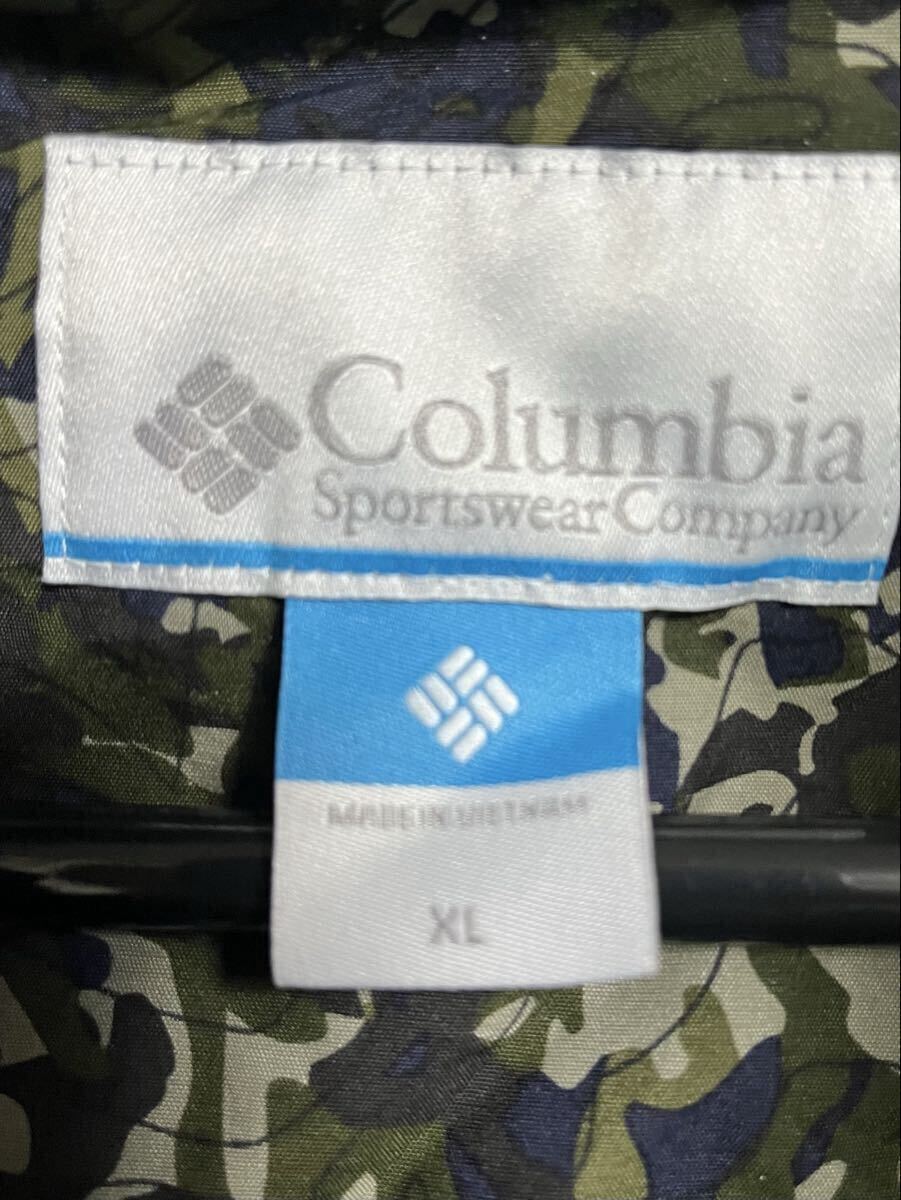 Columbia
Sportswear Company
MADE IN VIETNAM
XL